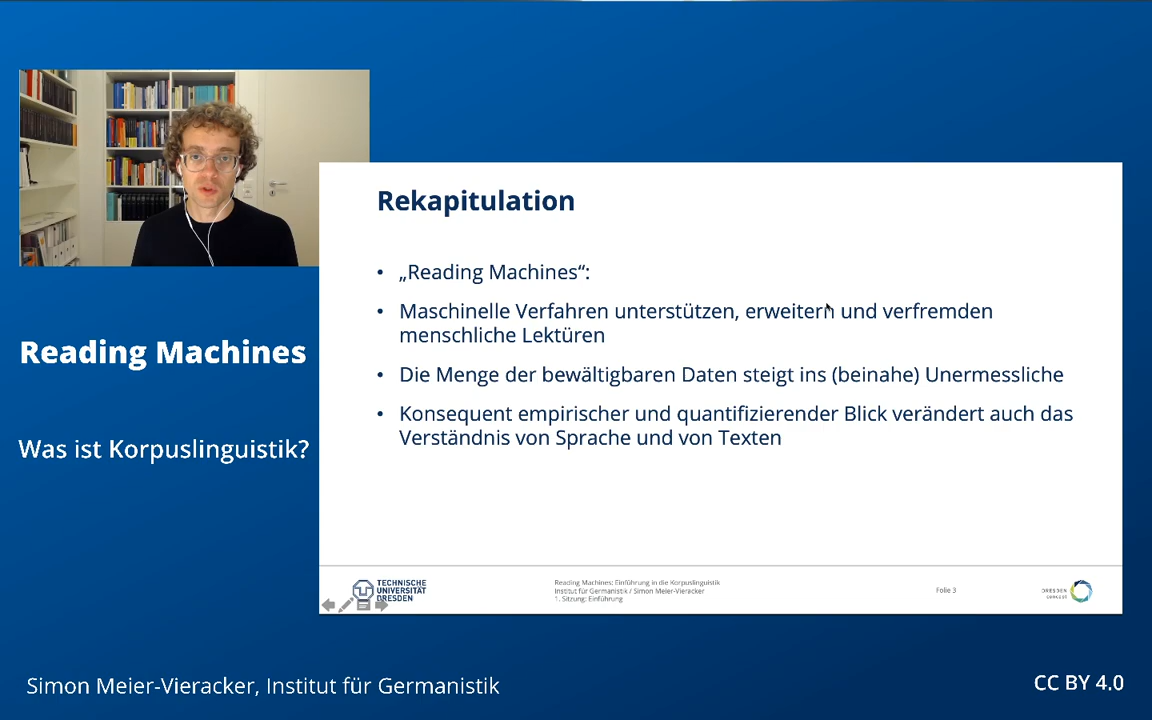 Rekapitulation
• „Reading Machines“:
• Maschinelle Verfahren unterstützen, erweitern und verfremden
menschliche Lektüren
• Die Menge der bewältigbaren Daten steigt ins (beinahe) Unermessliche
• Konsequent empirischer und quantifizierender Blick verändert auch das
Verständnis von Sprache und von Texten
Reading Machines
Was ist Korpuslinguistik?
TECHNISCHE
UNIVERSITÄT
DRESDEN
Reading Machines: Einführung in die Korpuslinguistik
Institut für Germanistik / Simon Meier-Vieracker
1. Sitzung: Einführung
Folie 3
DRESDEN
concept
Simon Meier-Vieracker, Institut für Germanistik
CC BY 4.0